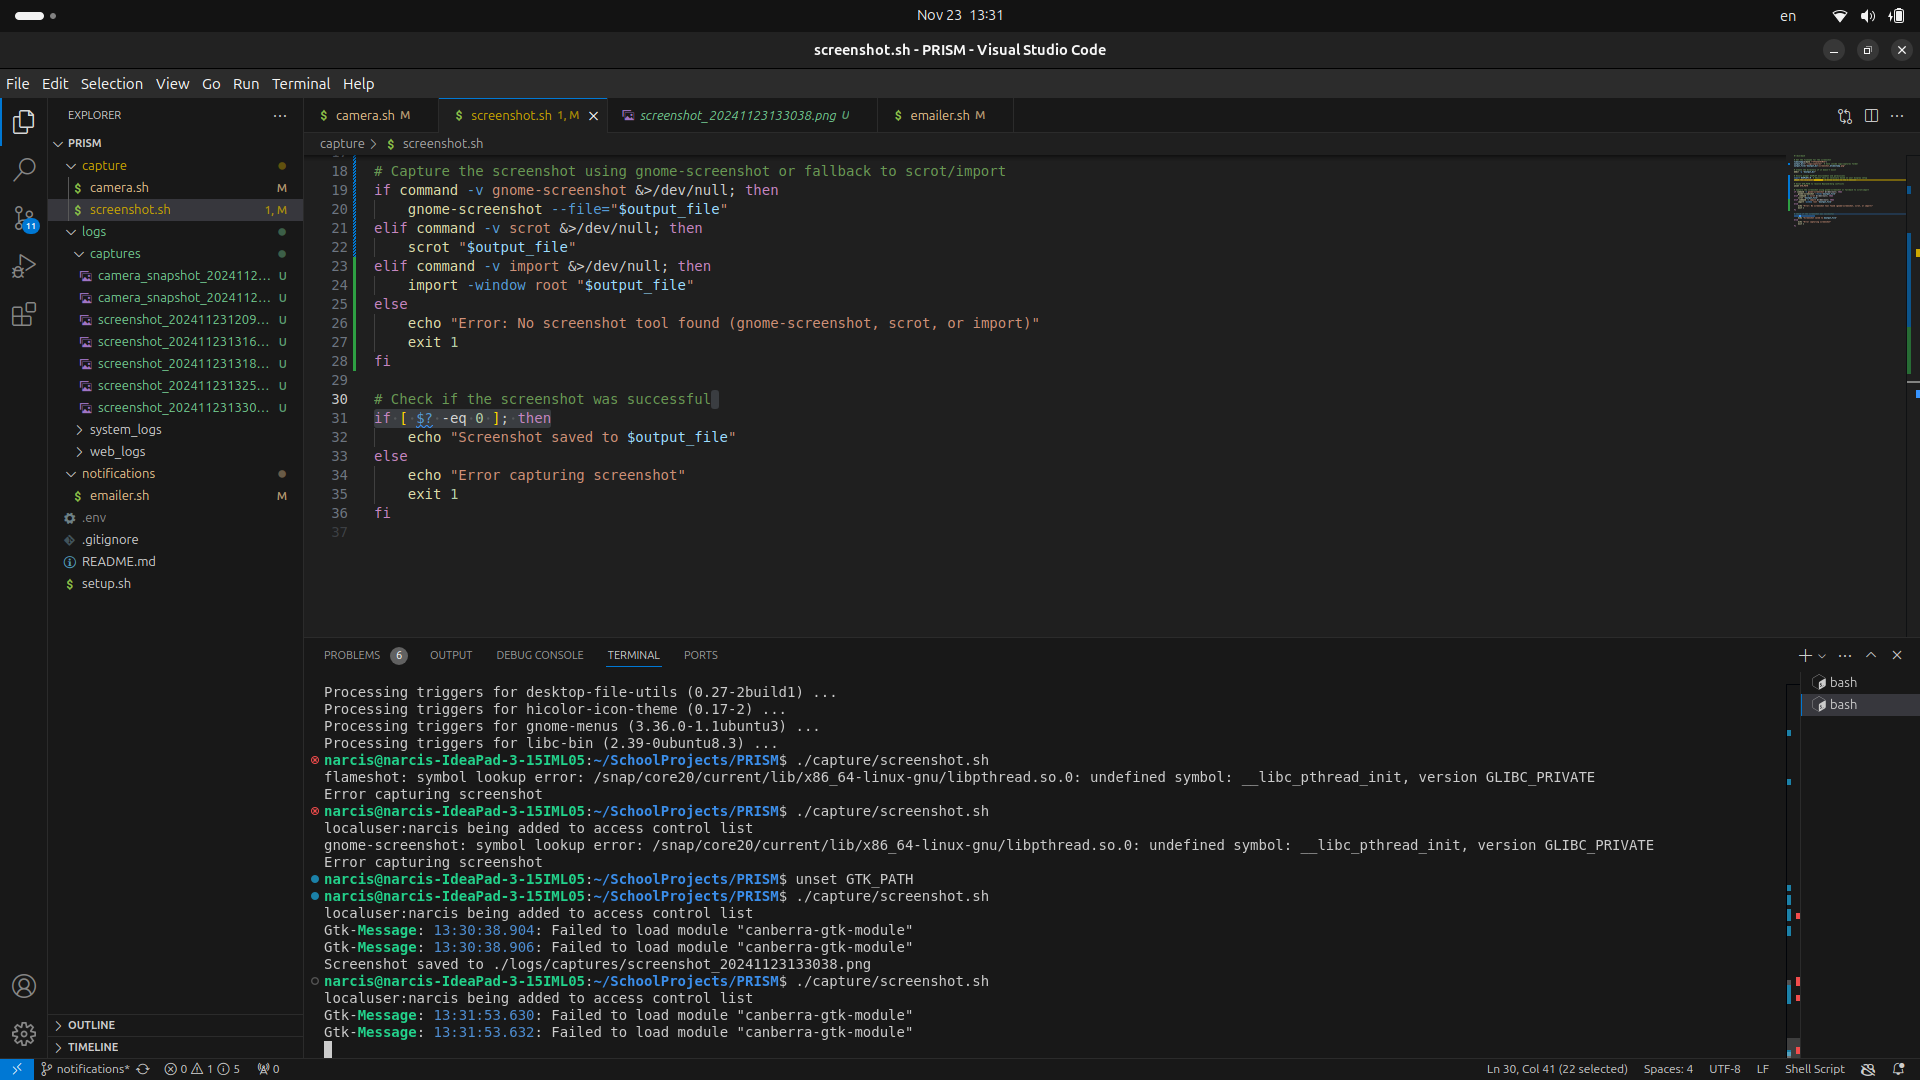 Nov 23 13:31
en
screenshot.sh - PRISM - Visual Studio Code
File Edit Selection View Go Run Terminal Help
EXPLORER
PRISM
capture
$ camera.sh M
$ screenshot.sh 1, M
logs
captures
camera_snapshot_2024112... U
camera_snapshot_2024112... U
screenshot_202411231209... U
screenshot_202411231316... U
screenshot_202411231318... U
screenshot_202411231325... U
screenshot_202411231330... U
system_logs
web_logs
notifications
$ emailer.sh M
.env
.gitignore
README.md
$ setup.sh
OUTLINE
TIMELINE
11
$ camera.sh M
$ screenshot.sh 1, M
screenshot_20241123133038.png U
$ emailer.sh M
capture > $ screenshot.sh
18 # Capture the screenshot using gnome-screenshot or fallback to scrot/import
19 if command -v gnome-screenshot &>/dev/null; then
20 gnome-screenshot --file="$output_file"
21 elif command -v scrot &>/dev/null; then
22 scrot "$output_file"
23 elif command -v import &>/dev/null; then
24 import -window root "$output_file"
25 else
26 echo "Error: No screenshot tool found (gnome-screenshot, scrot, or import)"
27 exit 1
28 fi
29
30 # Check if the screenshot was successful
31 if [ $? -eq 0 ]; then
32 echo "Screenshot saved to $output_file"
33 else
34 echo "Error capturing screenshot"
35 exit 1
36 fi
37
PROBLEMS 6 OUTPUT DEBUG CONSOLE TERMINAL PORTS
bash
bash
Processing triggers for desktop-file-utils (0.27-2build1) ...
Processing triggers for hicolor-icon-theme (0.17-2) ...
Processing triggers for gnome-menus (3.36.0-1.1ubuntu3) ...
Processing triggers for libc-bin (2.39-0ubuntu8.3) ...
narcis@narcis-IdeaPad-3-15IML05:~/SchoolProjects/PRISM$ ./capture/screenshot.sh
flameshot: symbol lookup error: /snap/core20/current/lib/x86_64-linux-gnu/libpthread.so.0: undefined symbol: __libc_pthread_init, version GLIBC_PRIVATE
Error capturing screenshot
narcis@narcis-IdeaPad-3-15IML05:~/SchoolProjects/PRISM$ ./capture/screenshot.sh
localuser:narcis being added to access control list
gnome-screenshot: symbol lookup error: /snap/core20/current/lib/x86_64-linux-gnu/libpthread.so.0: undefined symbol: __libc_pthread_init, version GLIBC_PRIVATE
Error capturing screenshot
narcis@narcis-IdeaPad-3-15IML05:~/SchoolProjects/PRISM$ unset GTK_PATH
narcis@narcis-IdeaPad-3-15IML05:~/SchoolProjects/PRISM$ ./capture/screenshot.sh
localuser:narcis being added to access control list
Gtk-Message: 13:30:38.904: Failed to load module "canberra-gtk-module"
Gtk-Message: 13:30:38.906: Failed to load module "canberra-gtk-module"
Screenshot saved to ./logs/captures/screenshot_20241123133038.png
narcis@narcis-IdeaPad-3-15IML05:~/SchoolProjects/PRISM$ ./capture/screenshot.sh
localuser:narcis being added to access control list
Gtk-Message: 13:31:53.630: Failed to load module "canberra-gtk-module"
Gtk-Message: 13:31:53.632: Failed to load module "canberra-gtk-module"
notifications* 0 1 5 0
Ln 30, Col 41 (22 selected) Spaces: 4 UTF-8 LF Shell Script